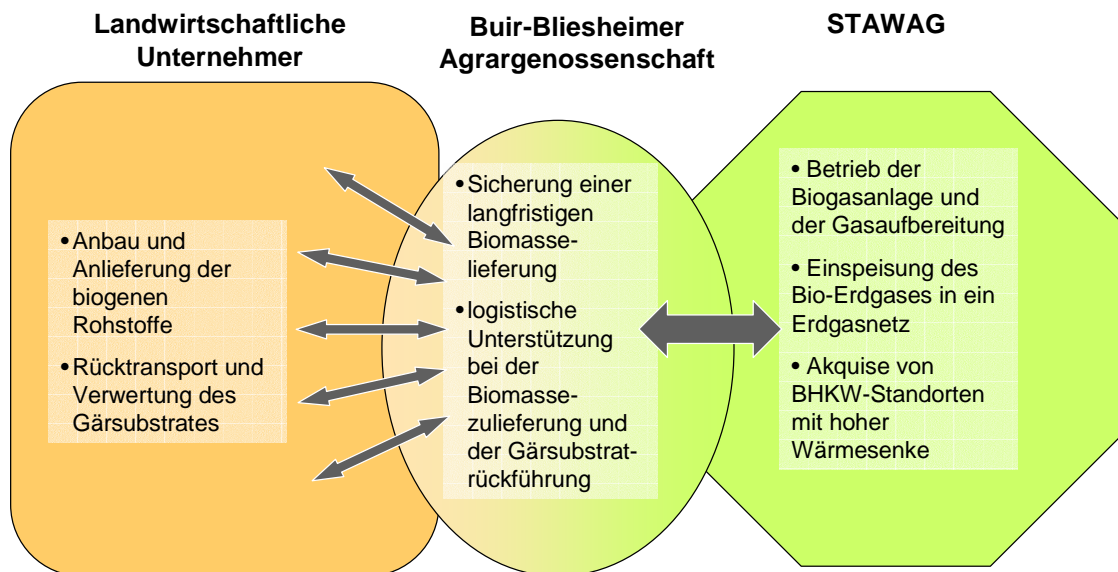 Landwirtschaftliche
Unternehmer
Buir-Bliesheimer
Agrargenossenschaft
STAWAG
•Anbau und
Anlieferung der
biogenen
Rohstoffe
•Rücktransport und
Verwertung des
Gärsubstrates
•Sicherung einer
langfristigen
Biomasse-
lieferung
•logistische
Unterstützung
bei der
Biomasse-
zulieferung und
der Gärsubstrat-
rückführung
• Betrieb der
Biogasanlage und
der Gasaufbereitung
• Einspeisung des
Bio-Erdgases in ein
Erdgasnetz
• Akquise von
BHKW-Standorten
mit hoher
Wärmesenke